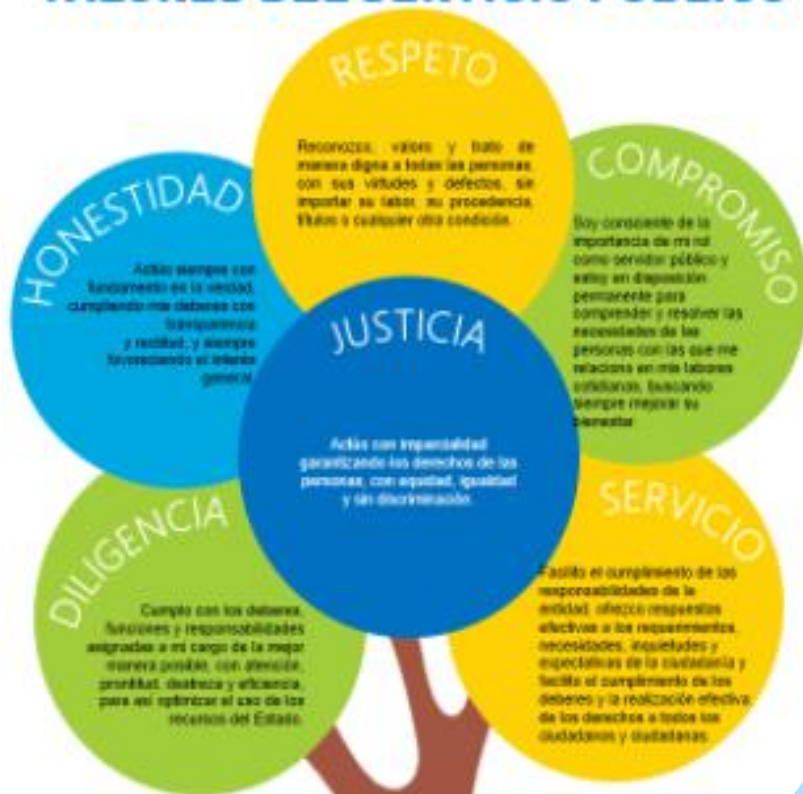 VALORES DEL SERVICIO PÚBLICO
RESPETO
Reconozco, valoro y trato de
manera digna a todas las personas,
con sus virtudes y defectos, sin
importar su labor, su procedencia,
títulos o cualquier otra condición.
HONESTIDAD
Actúo siempre con
fundamento en la verdad,
cumpliendo mis deberes con
transparencia
y rectitud, y siempre
favoreciendo el interés
general.
COMPROMISO
Soy consciente de la
importancia de mi rol
como servidor público y
estoy en disposición
permanente para
comprender y resolver las
necesidades de las
personas con las que me
relaciono en mis labores
cotidianas, buscando
siempre mejorar su
bienestar
JUSTICIA
Actúo con imparcialidad
garantizando los derechos de las
personas, con equidad, igualdad
y sin discriminación.
DILIGENCIA
Cumplo con los deberes,
funciones y responsabilidades
asignadas a mi cargo de la mejor
manera posible, con atención,
prontitud, destreza y eficiencia,
para así optimizar el uso de los
recursos del Estado.
SERVICIO
Facilito el cumplimiento de las
responsabilidades de la
entidad, ofrezco respuestas
efectivas a los requerimientos,
necesidades, inquietudes y
expectativas de la ciudadanía y
facilito el cumplimiento de los
deberes y la realización efectiva
de los derechos a todos los
ciudadanos y ciudadanas.